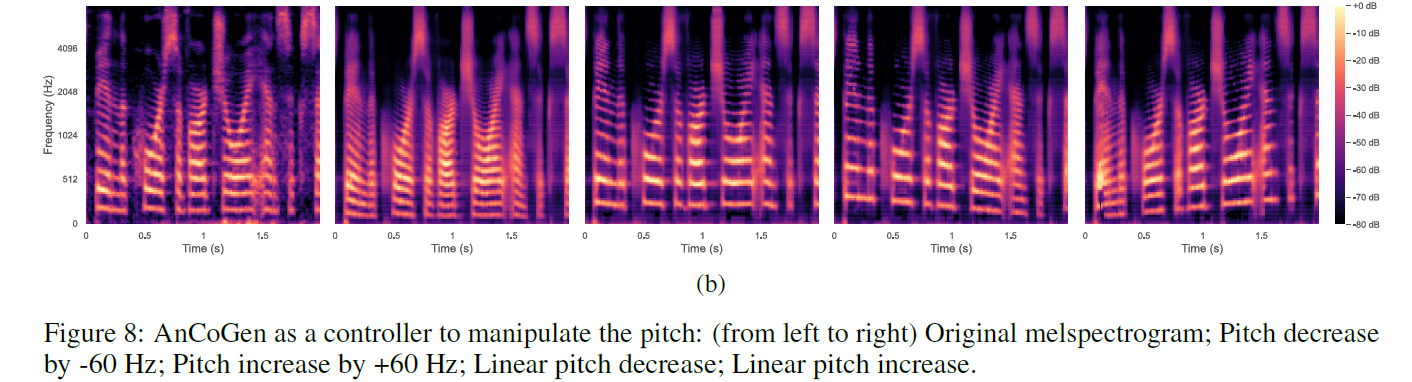 +0 dB
-10 dB
4096
-20 dB
Frequency (Hz)
2048
-30 dB
-40 dB
1024
-50 dB
512
-60 dB
-70 dB
0
-80 dB
0 0.5 1 1.5 0 0.5 1 1.5 0 0.5 1 1.5 0 0.5 1 1.5 0 0.5 1 1.5
Time (s) Time (s) Time (s) Time (s) Time (s)
(b)
Figure 8: AnCoGen as a controller to manipulate the pitch: (from left to right) Original melspectrogram; Pitch decrease
by -60 Hz; Pitch increase by +60 Hz; Linear pitch decrease; Linear pitch increase.